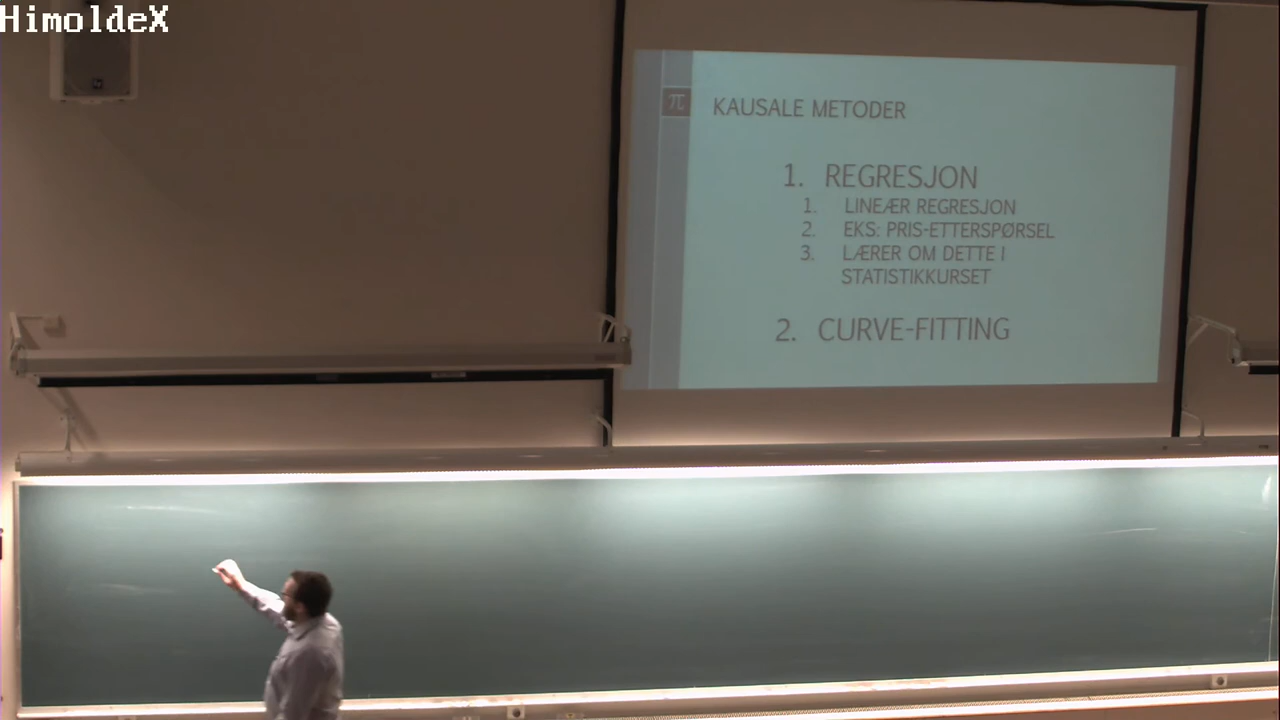 HimoldeX
π
KAUSALE METODER
1. REGRESJON
1. LINEÆR REGRESJON
2. EKS: PRIS-ETTERSPØRSEL
3. LÆRER OM DETTE I
STATISTIKKURSET
2. CURVE-FITTING